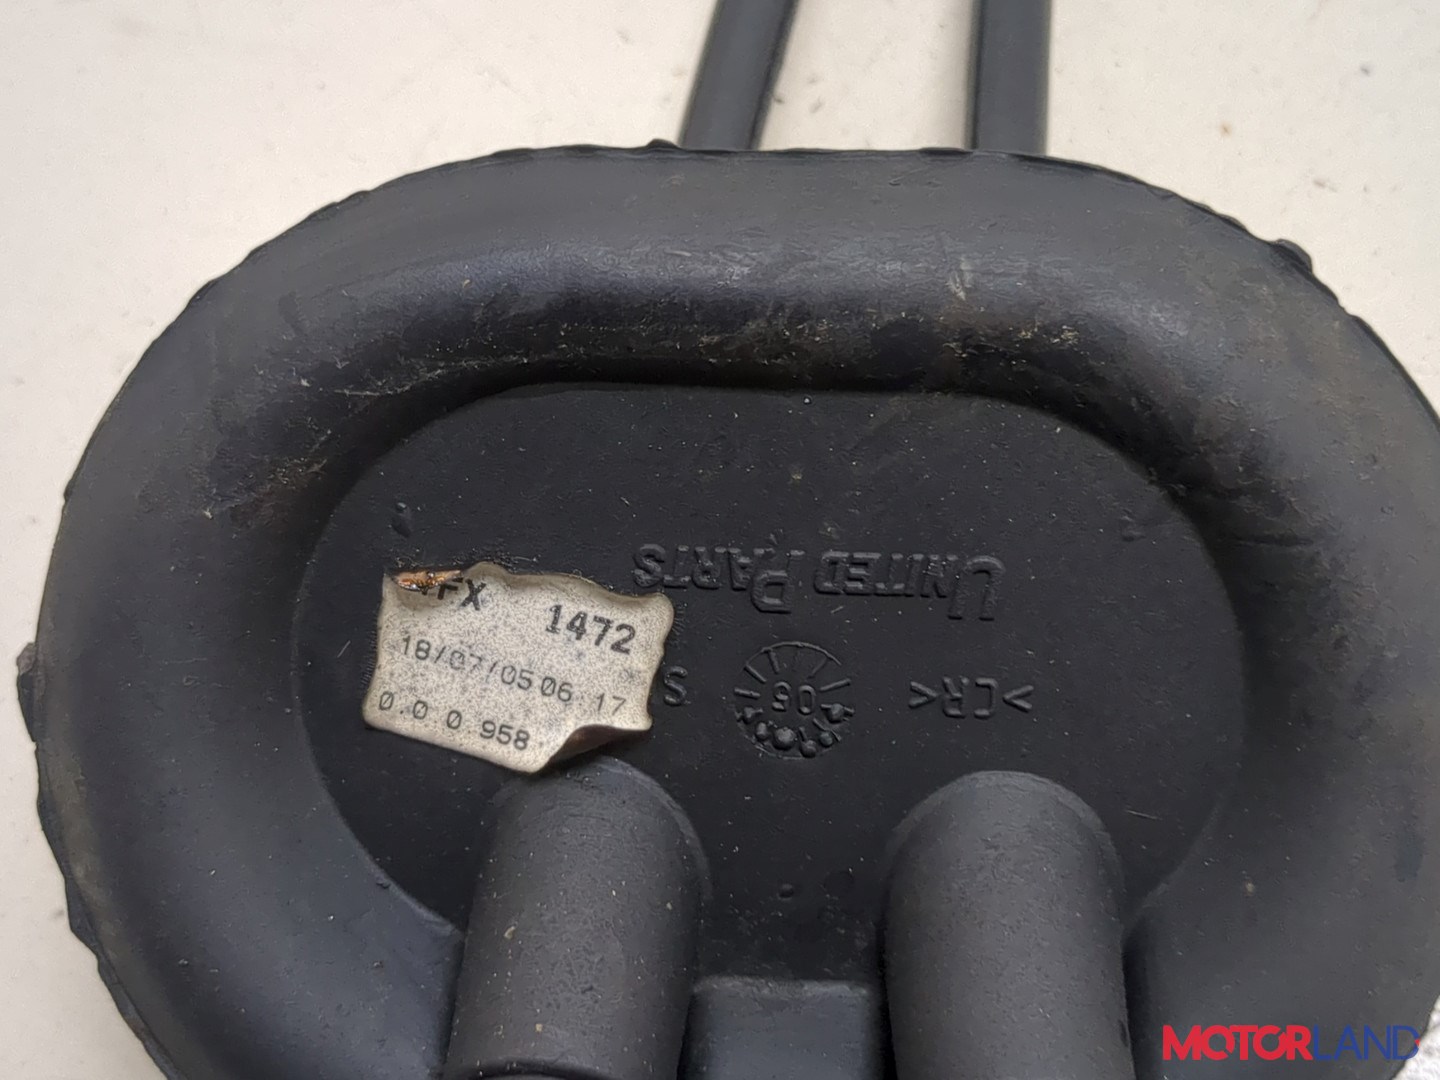 UNITED PARTS
FX 1472
18/07/05 06 17
0.0 0 958
>CR<
05
S
MOTORLAND